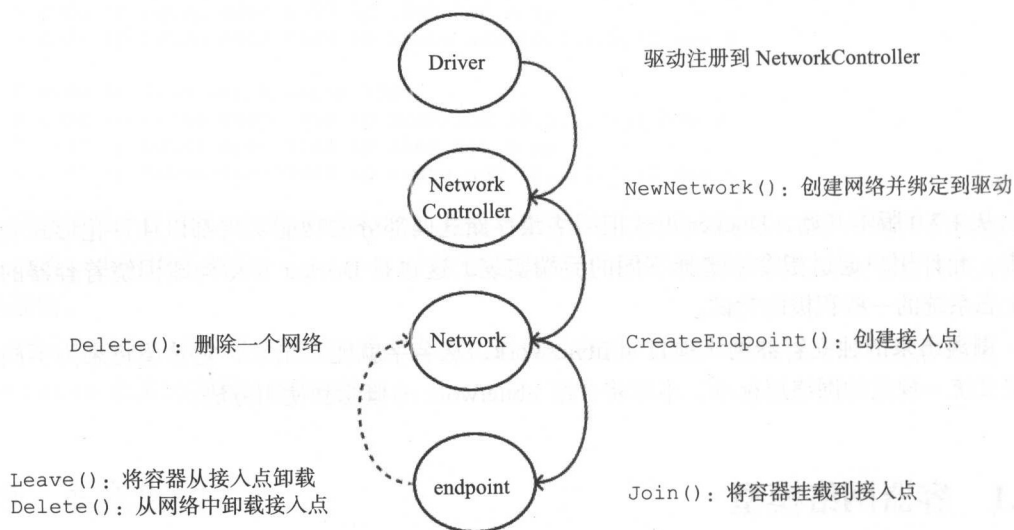 Driver
驱动注册到 NetworkController
Network
Controller
NewNetwork(): 创建网络并绑定到驱动
Delete(): 删除一个网络
Network
CreateEndpoint(): 创建接入点
Leave(): 将容器从接入点卸载
Delete(): 从网络中卸载接入点
endpoint
Join(): 将容器挂载到接入点